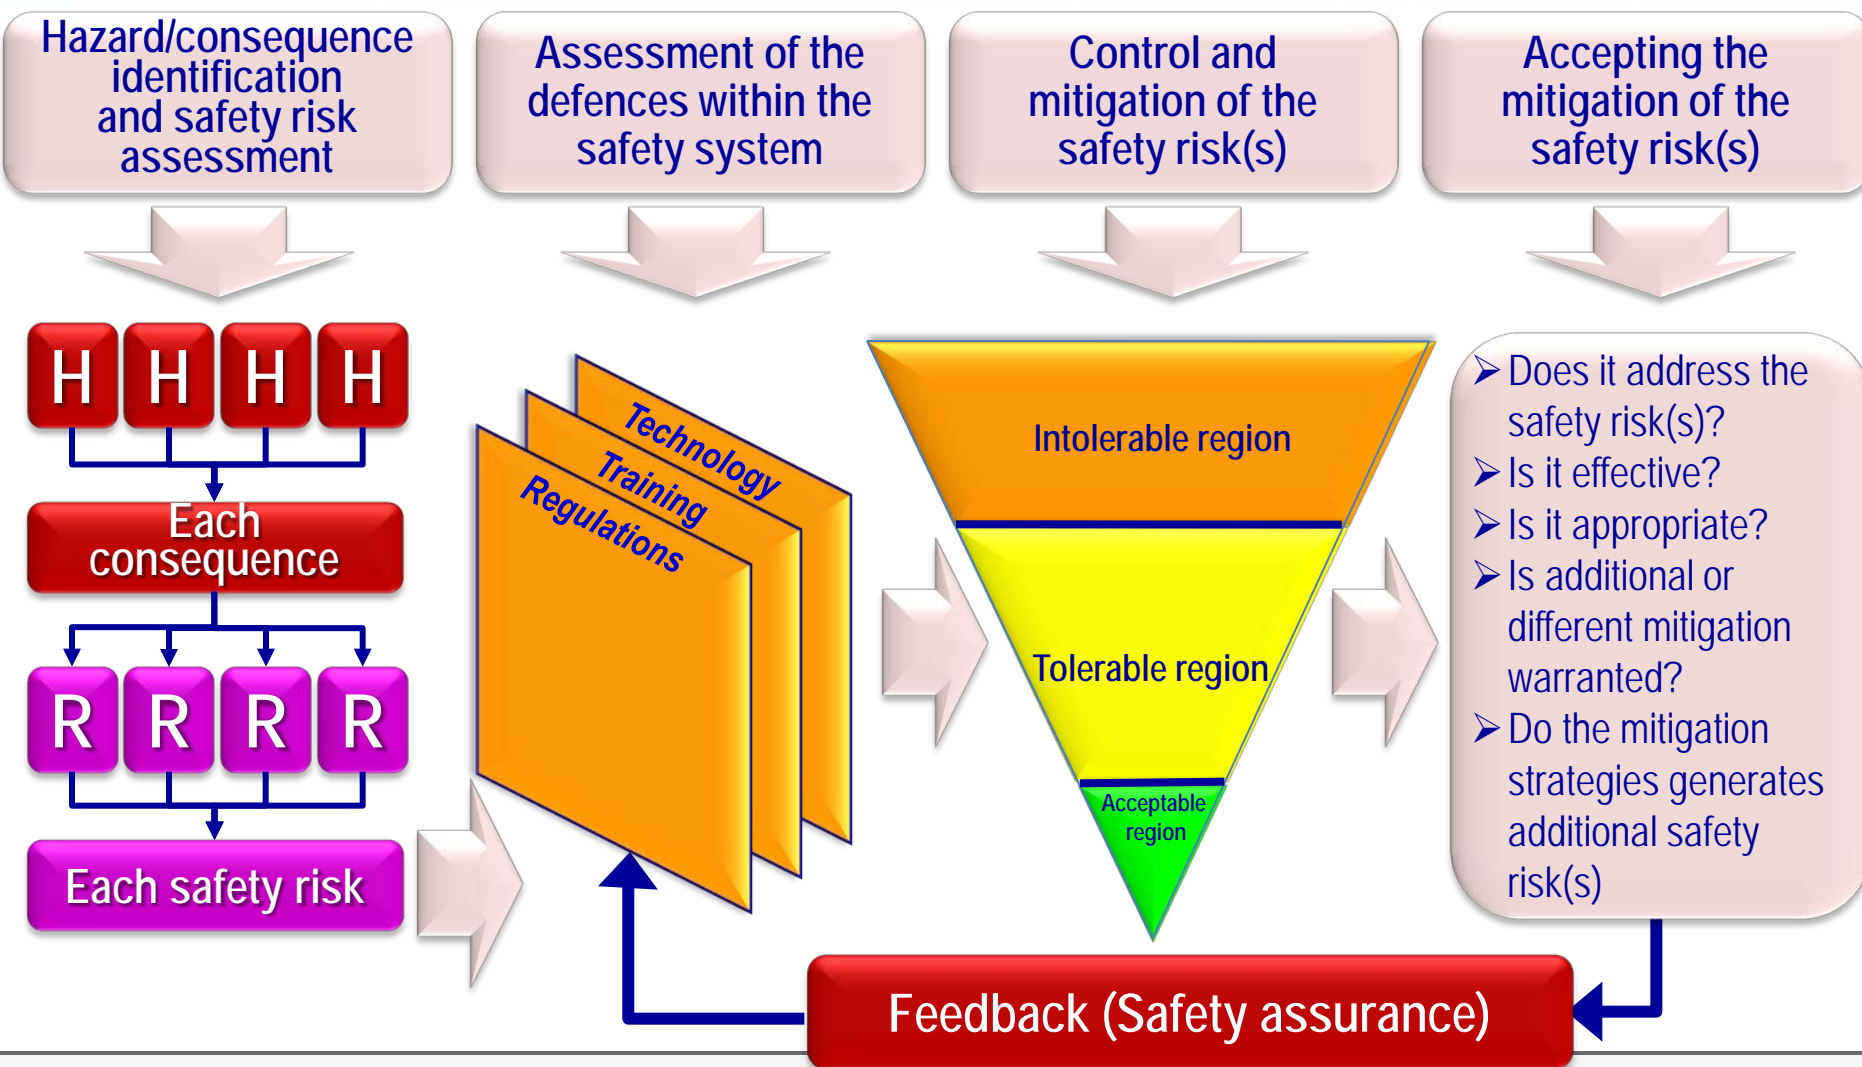 Hazard/consequence
identification
and safety risk
assessment
Assessment of the
defences within the
safety system
Control and
mitigation of the
safety risk(s)
Accepting the
mitigation of the
safety risk(s)
H H H H
Each
consequence
R R R R
Each safety risk
Technology
Training
Regulations
Intolerable region
Tolerable region
Acceptable
region
➢ Does it address the
safety risk(s)?
➢ Is it effective?
➢ Is it appropriate?
➢ Is additional or
different mitigation
warranted?
➢ Do the mitigation
strategies generates
additional safety
risk(s)
Feedback (Safety assurance)